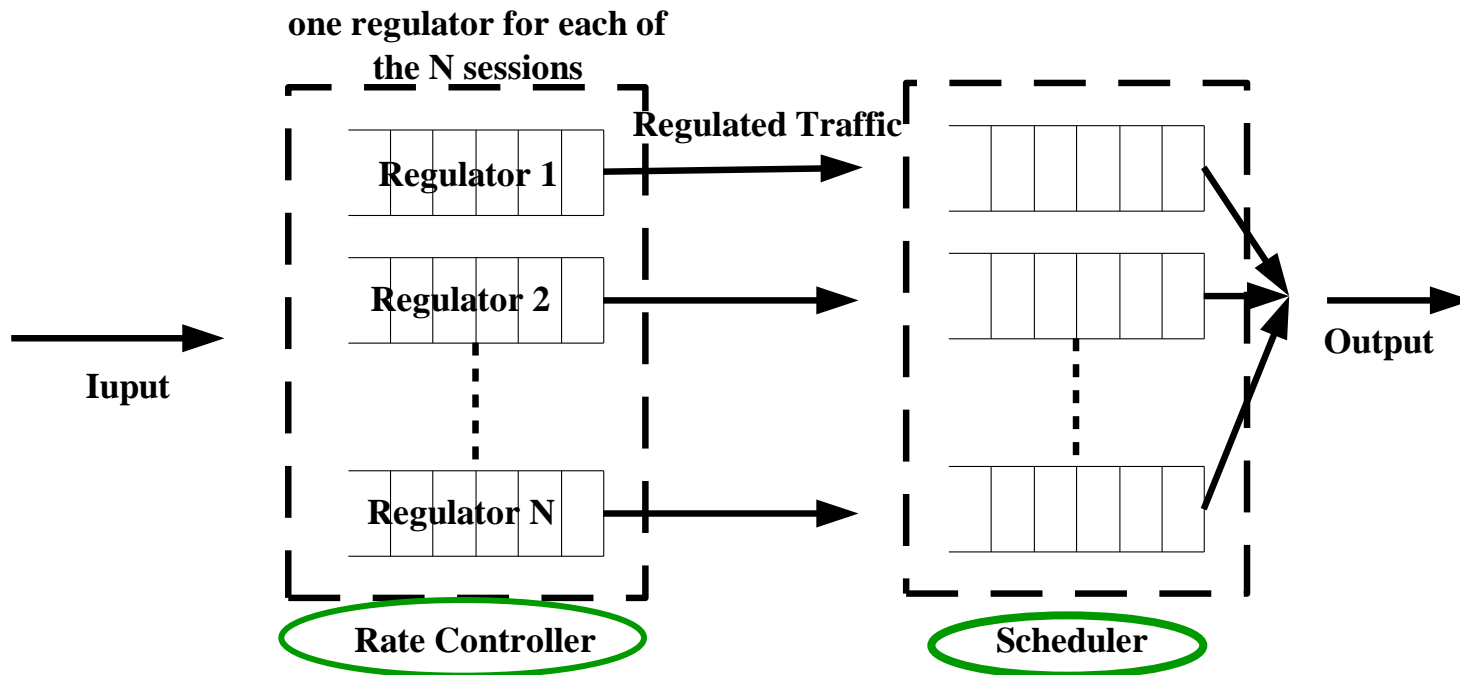 one regulator for each of
the N sessions
Regulated Traffic
Regulator 1
Regulator 2
Iuput
Output
Regulator N
Rate Controller
Scheduler